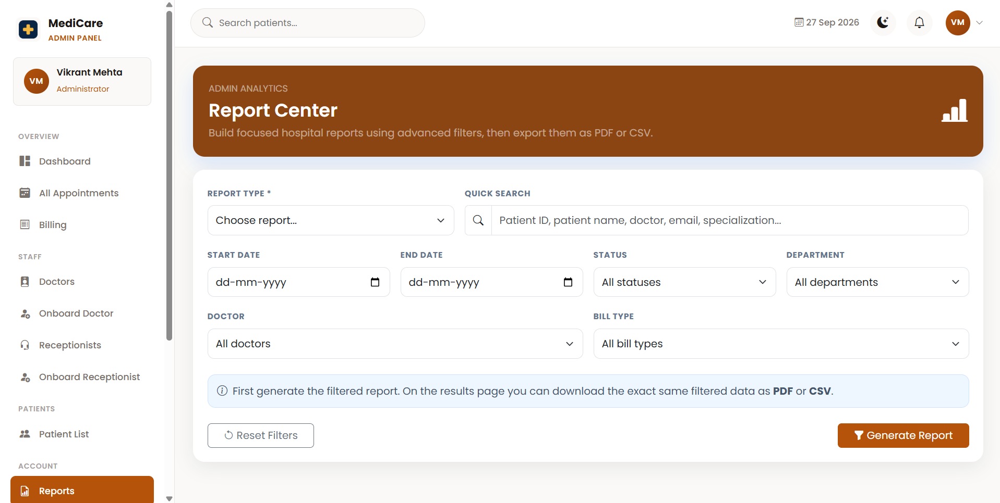 MediCare
ADMIN PANEL
VM
Vikrant Mehta
Administrator
OVERVIEW
Dashboard
All Appointments
Billing
STAFF
Doctors
Onboard Doctor
Receptionists
Onboard Receptionist
PATIENTS
Patient List
ACCOUNT
Reports
Search patients...
27 Sep 2026
VM
ADMIN ANALYTICS
Report Center
Build focused hospital reports using advanced filters, then export them as PDF or CSV.
REPORT TYPE *
QUICK SEARCH
Choose report...
Patient ID, patient name, doctor, email, specialization...
START DATE
END DATE
STATUS
DEPARTMENT
dd-mm-yyyy
dd-mm-yyyy
All statuses
All departments
DOCTOR
BILL TYPE
All doctors
All bill types
First generate the filtered report. On the results page you can download the exact same filtered data as PDF or CSV.
Reset Filters
Generate Report